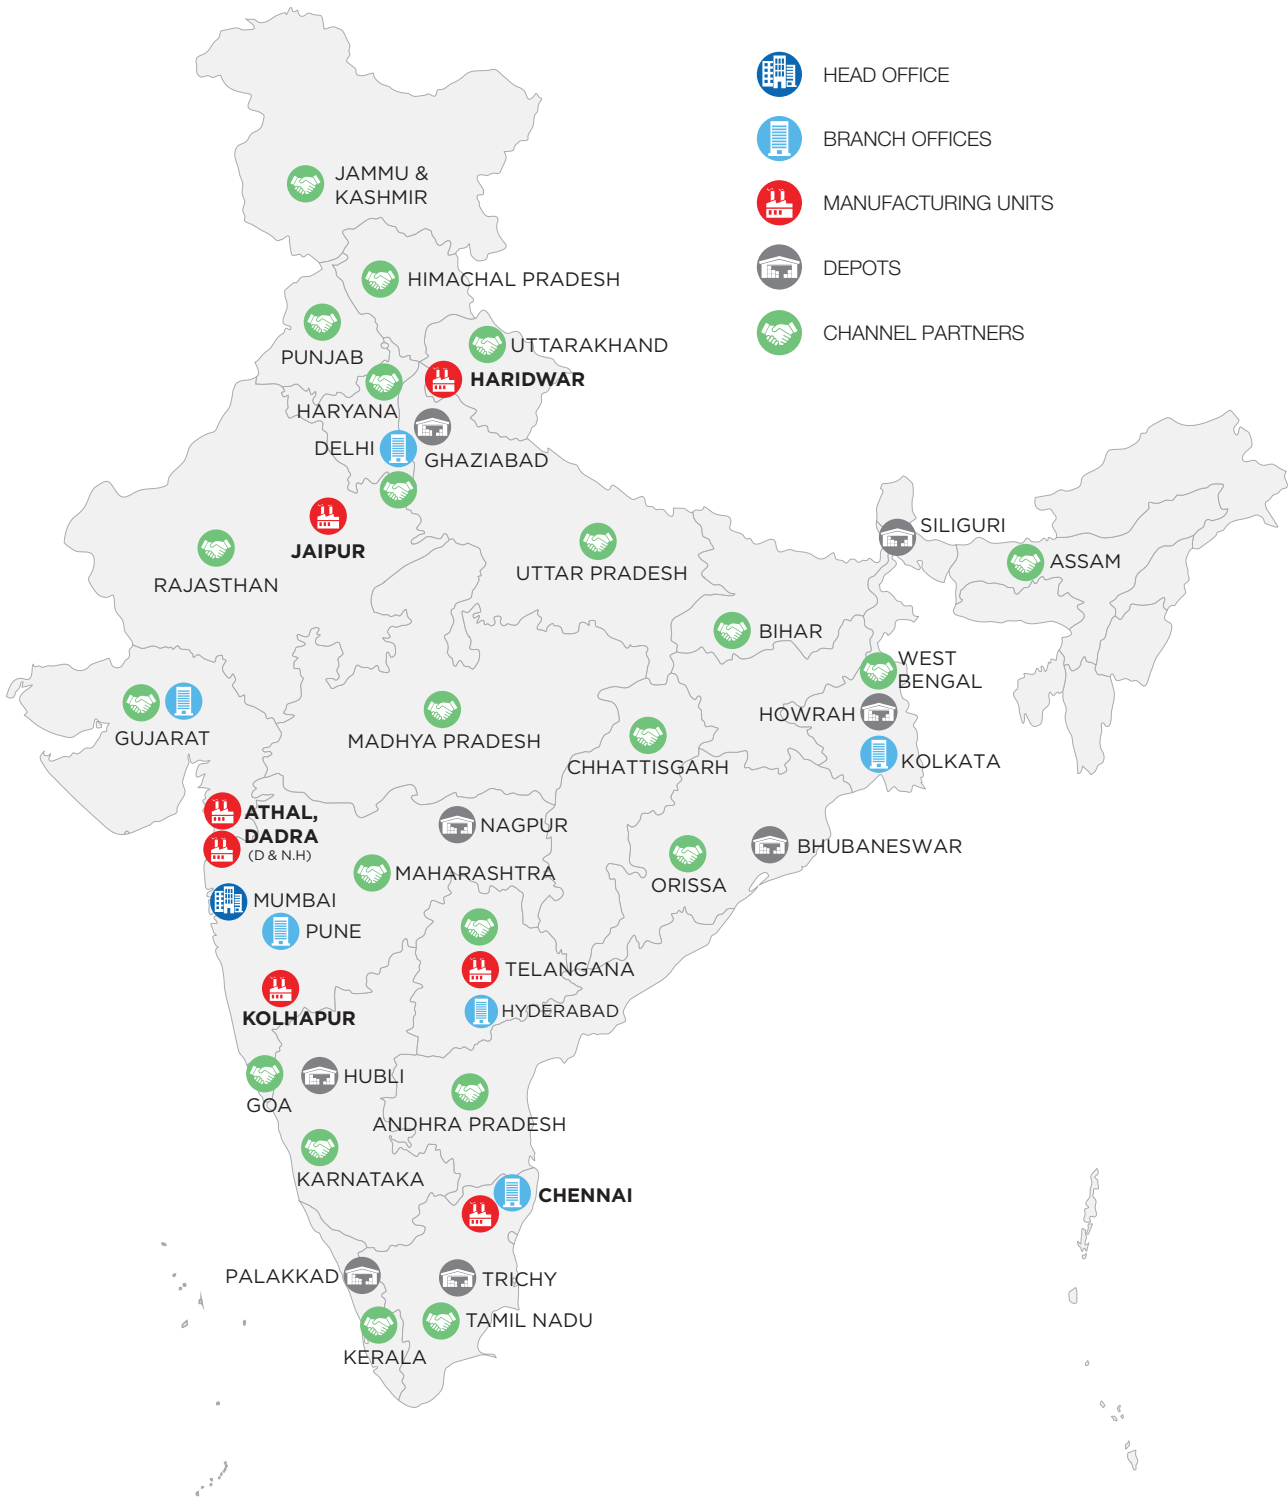 HEAD OFFICE
BRANCH OFFICES
MANUFACTURING UNITS
DEPOTS
CHANNEL PARTNERS
JAMMU &
KASHMIR
HIMACHAL PRADESH
PUNJAB
UTTARAKHAND
HARIDWAR
HARYANA
DELHI
GHAZIABAD
JAIPUR
RAJASTHAN
UTTAR PRADESH
SILIGURI
ASSAM
BIHAR
WEST
BENGAL
HOWRAH
KOLKATA
GUJARAT
MADHYA PRADESH
CHHATTISGARH
ATHAL,
DADRA
(D & N.H)
NAGPUR
BHUBANESWAR
MAHARASHTRA
ORISSA
MUMBAI
PUNE
TELANGANA
HYDERABAD
KOLHAPUR
HUBLI
GOA
ANDHRA PRADESH
KARNATAKA
CHENNAI
PALAKKAD
TRICHY
TAMIL NADU
KERALA